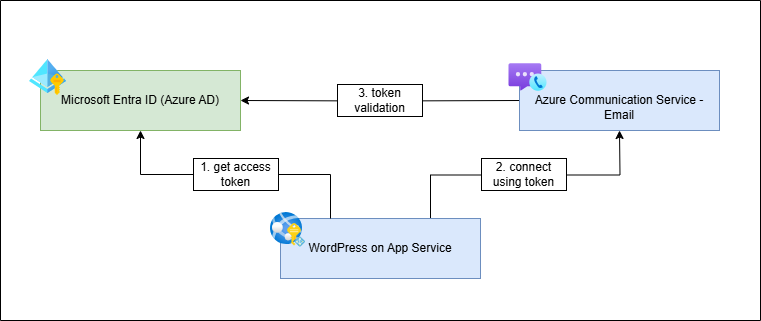 Microsoft Entra ID (Azure AD)
3. token
validation
Azure Communication Service -
Email
1. get access
token
2. connect
using token
WordPress on App Service